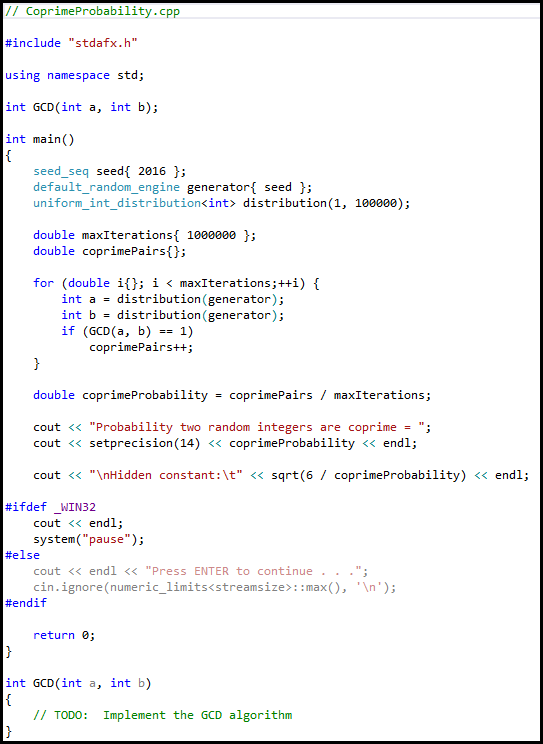 // CoprimeProbability.cpp
#include "stdafx.h"
using namespace std;
int GCD(int a, int b);
int main()
{
    seed_seq seed{ 2016 };
    default_random_engine generator{ seed };
    uniform_int_distribution<int> distribution(1, 100000);
    double maxIterations{ 1000000 };
    double coprimePairs{};
    for (double i{}; i < maxIterations;++i) {
        int a = distribution(generator);
        int b = distribution(generator);
        if (GCD(a, b) == 1)
            coprimePairs++;
    }
    double coprimeProbability = coprimePairs / maxIterations;
    cout << "Probability two random integers are coprime = ";
    cout << setprecision(14) << coprimeProbability << endl;
    cout << "\nHidden constant:\t" << sqrt(6 / coprimeProbability) << endl;
#ifdef _WIN32
    cout << endl;
    system("pause");
#else
    cout << endl << "Press ENTER to continue . . .";
    cin.ignore(numeric_limits<streamsize>::max(), '\n');
#endif
    return 0;
}
int GCD(int a, int b)
{
    // TODO:  Implement the GCD algorithm
}